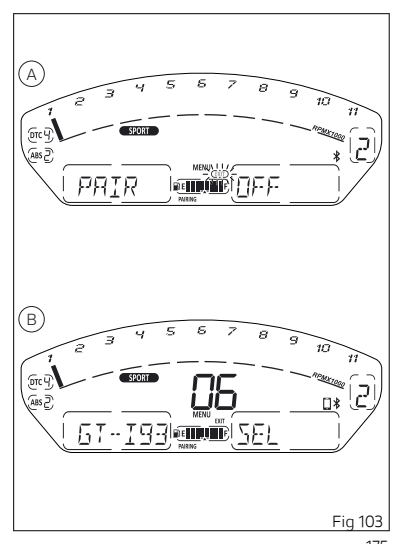 A
1 2 3 4 5 6 7 8 9 10 11
RPMX1000
DTC 4
SPORT
2
ABS 2
MENU
EXIT
PAIR
E F
OFF
PAIRING
B
1 2 3 4 5 6 7 8 9 10 11
RPMX1000
DTC 4
SPORT
06
2
ABS 2
MENU
EXIT
GT-I93
E F
SEL
PAIRING
Fig 103
175